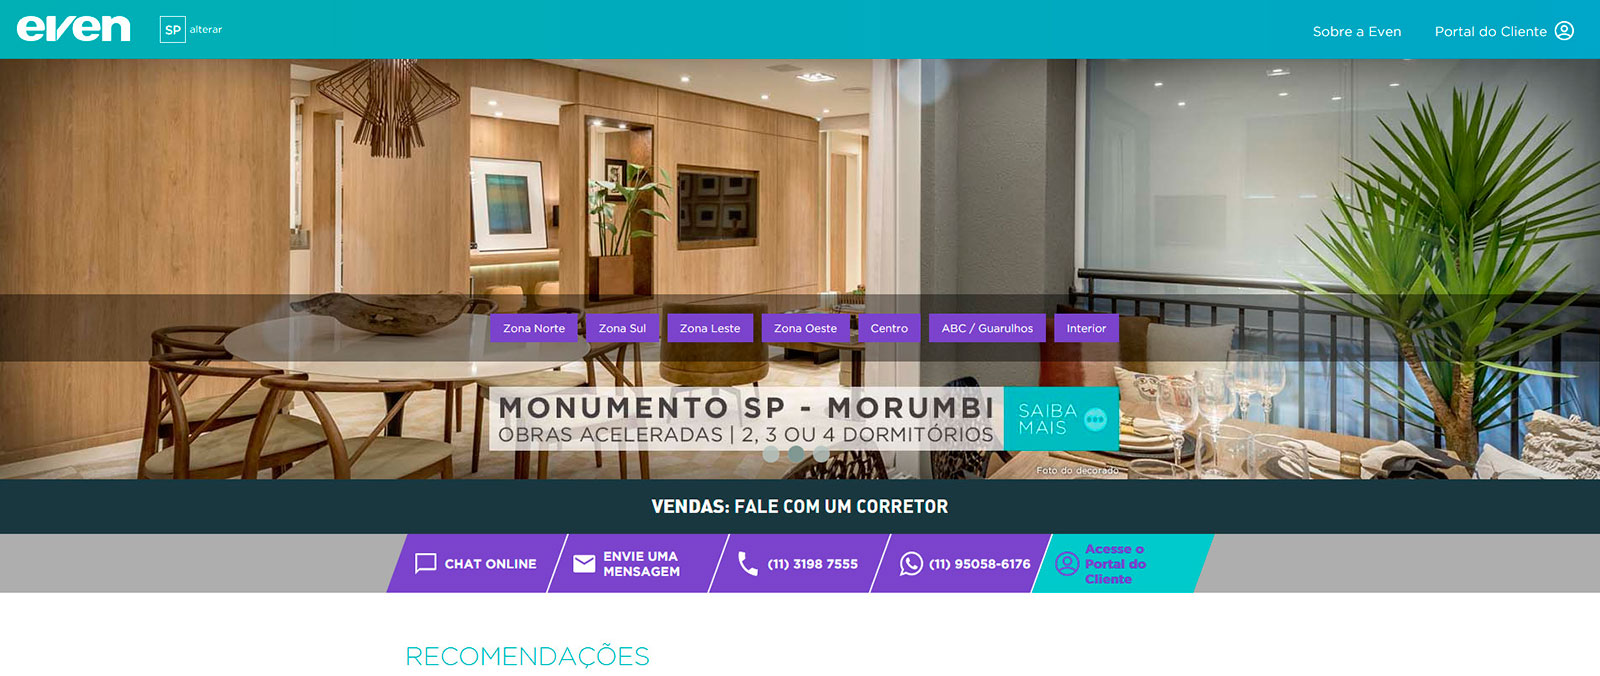 even
SP alterar
Sobre a Even
Portal do Cliente
Zona Norte
Zona Sul
Zona Leste
Zona Oeste
Centro
ABC / Guarulhos
Interior
MONUMENTO SP - MORUMBI
OBRAS ACELERADAS | 2, 3 OU 4 DORMITÓRIOS
SAIBA
MAIS
Foto do decorado
VENDAS: FALE COM UM CORRETOR
CHAT ONLINE
ENVIE UMA
MENSAGEM
(11) 3198 7555
(11) 95058-6176
Acesse o
Portal do
Cliente
RECOMENDAÇÕES